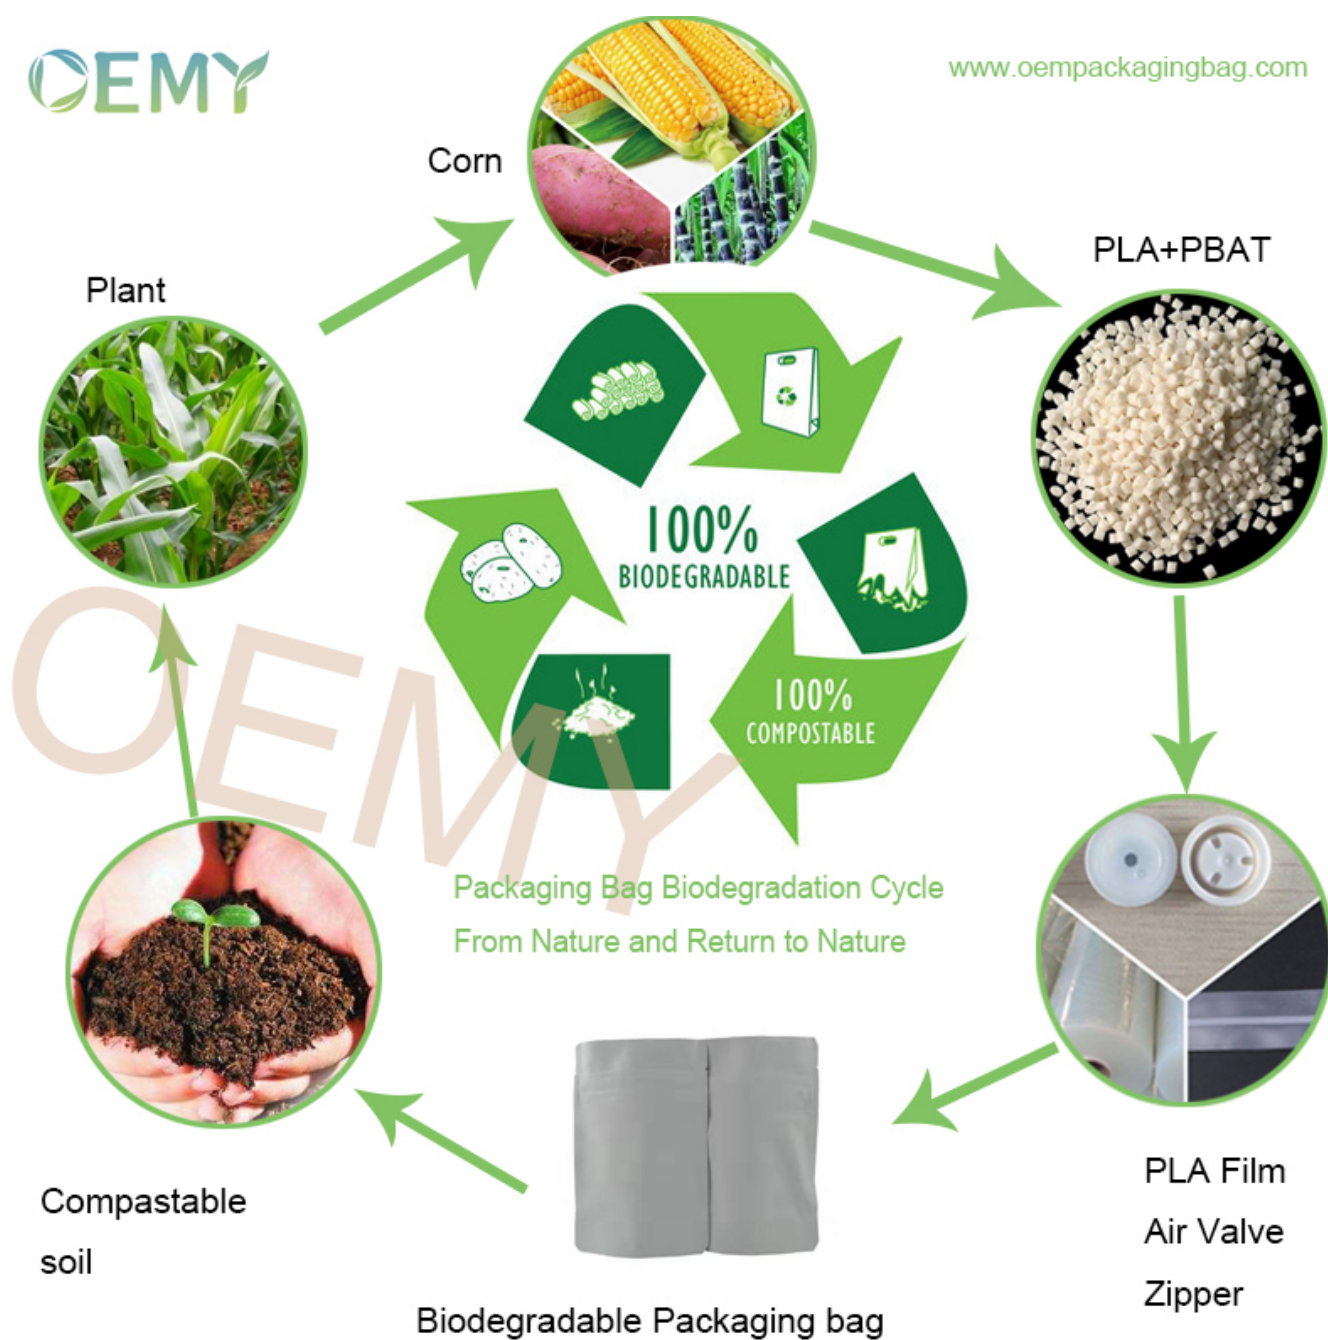 OEMY
www.oempackagingbag.com
Corn
PLA+PBAT
Plant
100%
BIODEGRADABLE
100%
COMPOSTABLE
OEMY
Packaging Bag Biodegradation Cycle
From Nature and Return to Nature
PLA Film
Air Valve
Zipper
Compastable
soil
Biodegradable Packaging bag